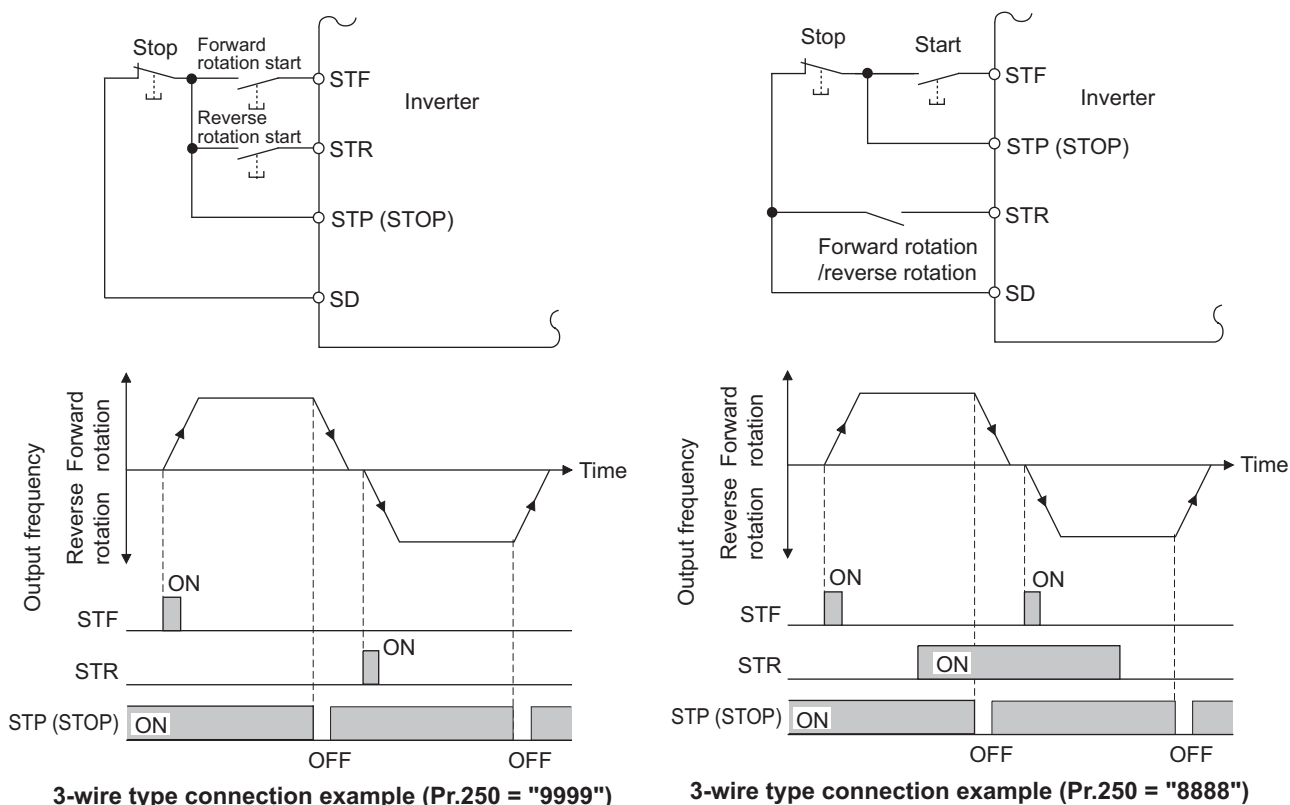 Stop
Forward
rotation start
STF
Inverter
Reverse
rotation start
STR
STP (STOP)
SD
Output frequency
Reverse Forward
rotation rotation
Time
ON
STF
ON
STR
STP (STOP)
ON
OFF
OFF
3-wire type connection example (Pr.250 = "9999")
Stop
Start
STF
Inverter
STP (STOP)
STR
Forward rotation
/reverse rotation
SD
Output frequency
Reverse Forward
rotation rotation
Time
ON
ON
STF
STR
ON
STP (STOP)
ON
OFF
OFF
3-wire type connection example (Pr.250 = "8888")